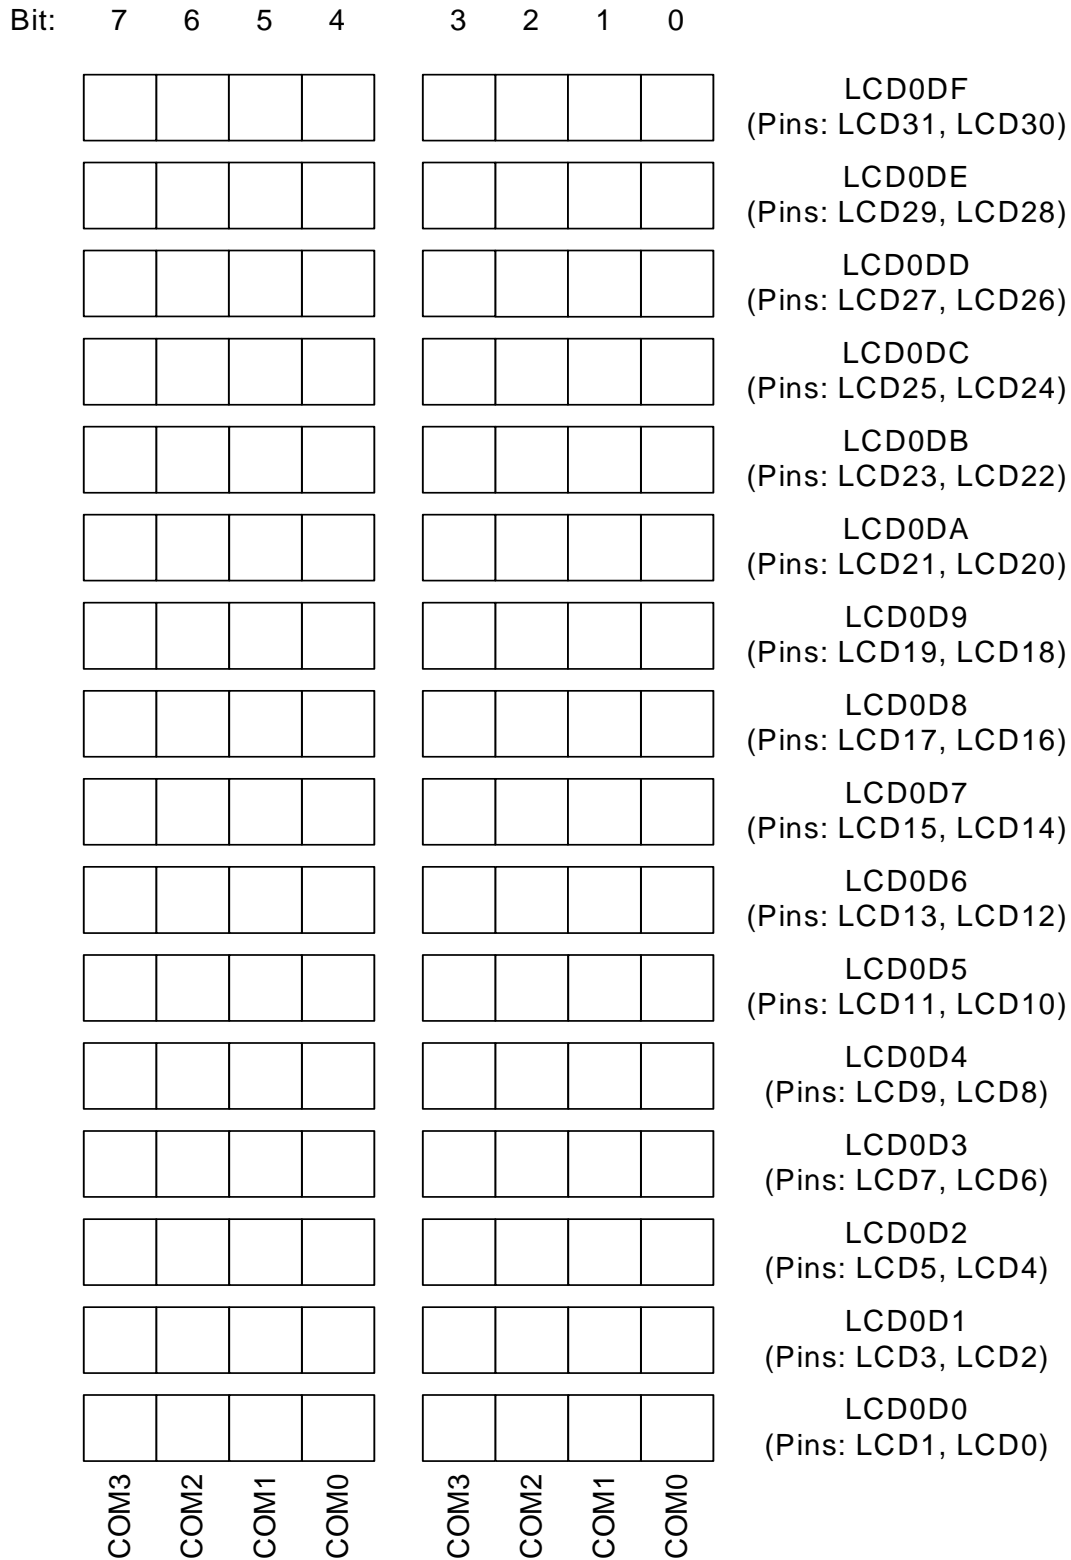 Bit: 7 6 5 4 3 2 1 0
LCD0DF
(Pins: LCD31, LCD30)
LCD0DE
(Pins: LCD29, LCD28)
LCD0DD
(Pins: LCD27, LCD26)
LCD0DC
(Pins: LCD25, LCD24)
LCD0DB
(Pins: LCD23, LCD22)
LCD0DA
(Pins: LCD21, LCD20)
LCD0D9
(Pins: LCD19, LCD18)
LCD0D8
(Pins: LCD17, LCD16)
LCD0D7
(Pins: LCD15, LCD14)
LCD0D6
(Pins: LCD13, LCD12)
LCD0D5
(Pins: LCD11, LCD10)
LCD0D4
(Pins: LCD9, LCD8)
LCD0D3
(Pins: LCD7, LCD6)
LCD0D2
(Pins: LCD5, LCD4)
LCD0D1
(Pins: LCD3, LCD2)
LCD0D0
(Pins: LCD1, LCD0)
COM3 COM2 COM1 COM0 COM3 COM2 COM1 COM0